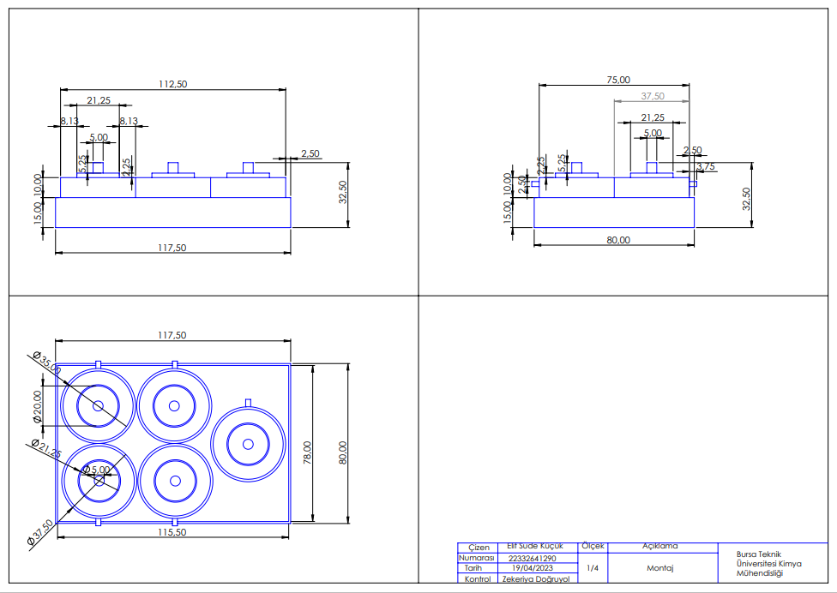 112,50
21,25
8,13
8,13
5,00
5,25
2,25
2,50
10,00
15,00
32,50
117,50
75,00
37,50
21,25
5,00
2,50
3,75
2,25
5,25
10,00
2,50
15,00
32,50
80,00
117,50
Ø35,00
Ø20,00
Ø21,25
Ø5,00
Ø37,50
78,00
80,00
115,50
Çizen Elif Sude Küçük Ölçek Açıklama
Numarası 22332641290
Tarih 19/04/2023 1/4 Montaj
Kontrol Zekeriya Doğruyol
Bursa Teknik
Üniversitesi Kimya
Mühendisliği